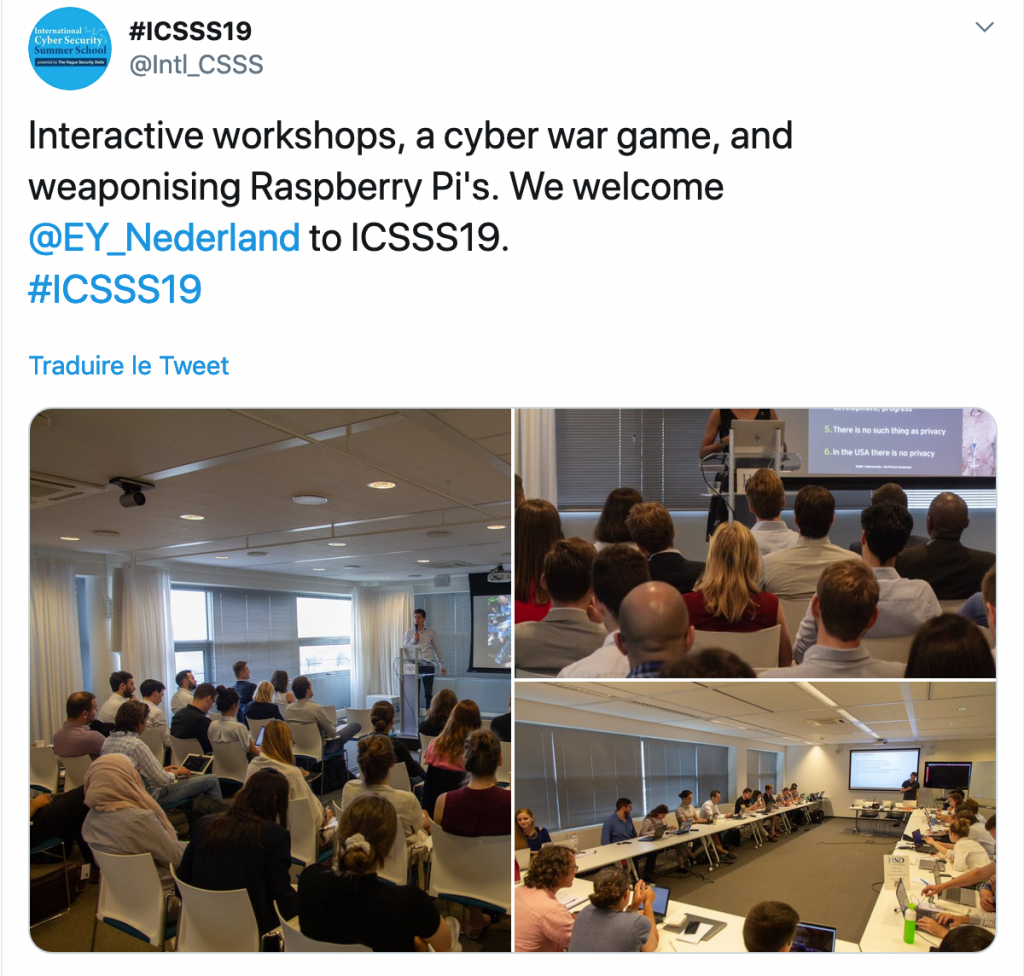 International
Cyber Security
Summer School
powered by The Hague Security Delta
#ICSSS19
@Intl_CSSS
Interactive workshops, a cyber war game, and
weaponising Raspberry Pi's. We welcome
@EY_Nederland to ICSSS19.
#ICSSS19
Traduire le Tweet
development, progress
5. There is no such thing as privacy
6. In the USA there is no privacy
HSD